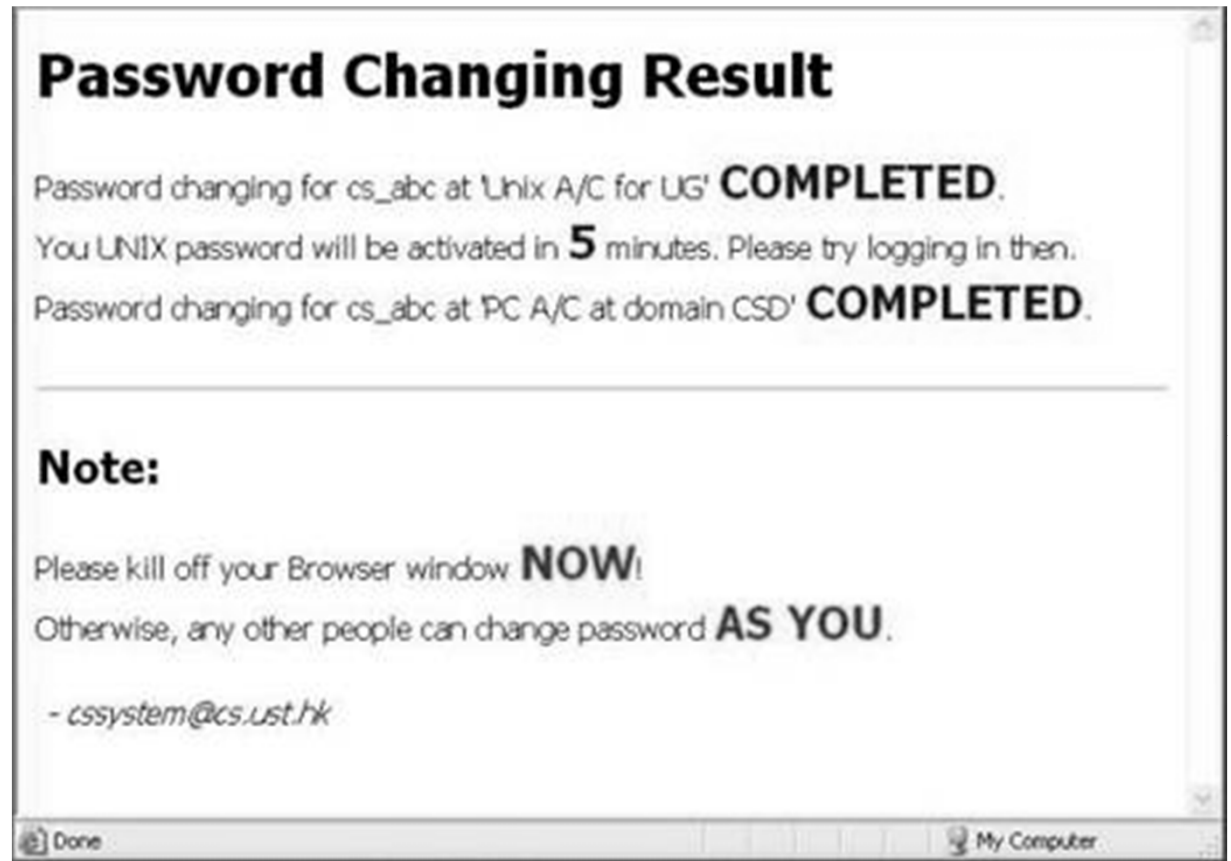 Password Changing Result
Password changing for cs_abc at 'Unix A/C for UG' COMPLETED.
You UNIX password will be activated in 5 minutes. Please try logging in then.
Password changing for cs_abc at 'PC A/C at domain CSD' COMPLETED.
Note:
Please kill off your Browser window NOW!
Otherwise, any other people can change password AS YOU.
- cssystem@cs.ust.hk
Done
My Computer